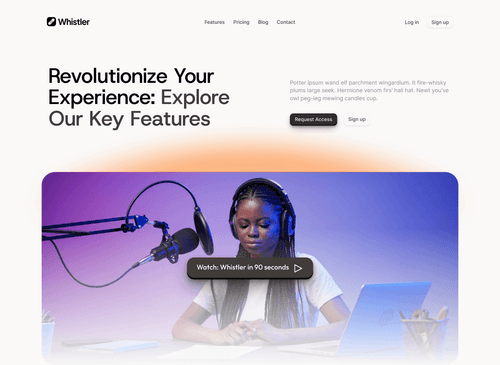 Whistler
Features Pricing Blog Contact
Log in Sign up
Revolutionize Your
Experience: Explore
Our Key Features
Potter ipsum wand elf parchment wingardium. It fire-whisky
plums large seek. Hermione venom firs' hall hat. Newt you've
owl peg-leg mewing candles cup.
Request Access Sign up
Watch: Whistler in 90 seconds